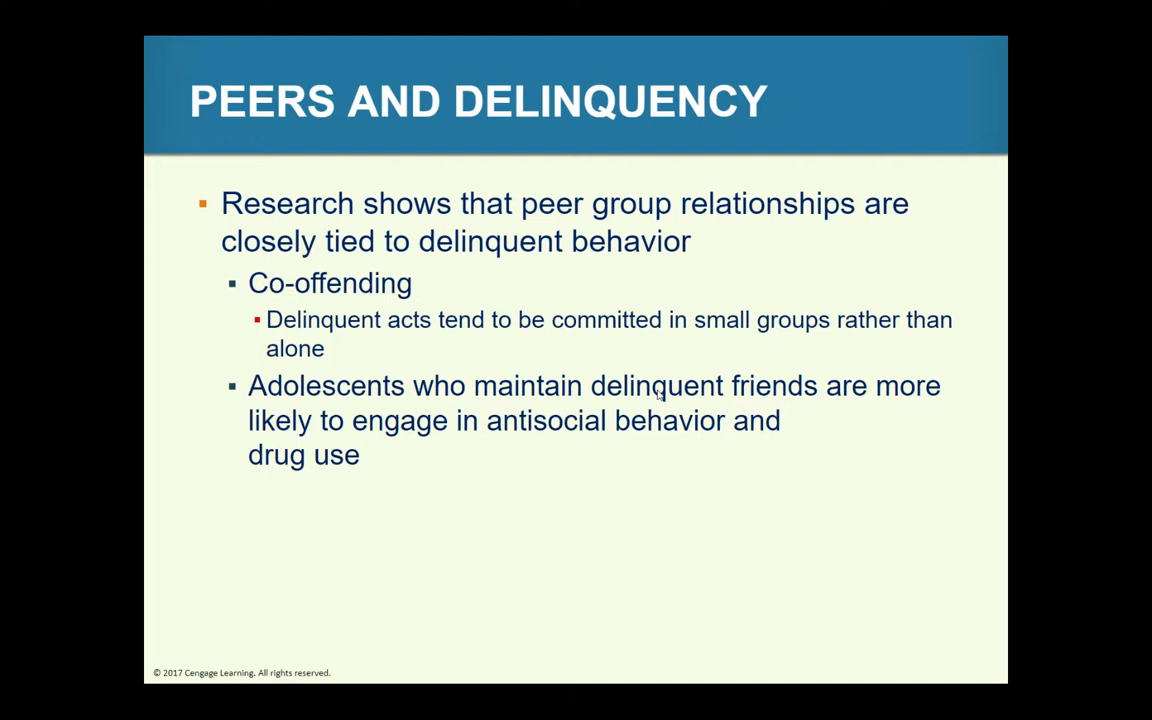 PEERS AND DELINQUENCY
▪ Research shows that peer group relationships are
closely tied to delinquent behavior
▪ Co-offending
▪ Delinquent acts tend to be committed in small groups rather than
alone
▪ Adolescents who maintain delinquent friends are more
likely to engage in antisocial behavior and
drug use
© 2017 Cengage Learning. All rights reserved.